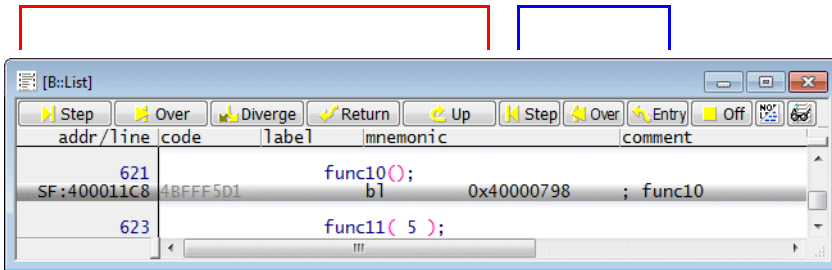 [B::List]
Step Over Diverge Return Up Step Over Entry Off
addr/line code label mnemonic comment
621 func10();
SF:400011C8 4BFFF5D1 bl 0x40000798 ; func10
623 func11( 5 );